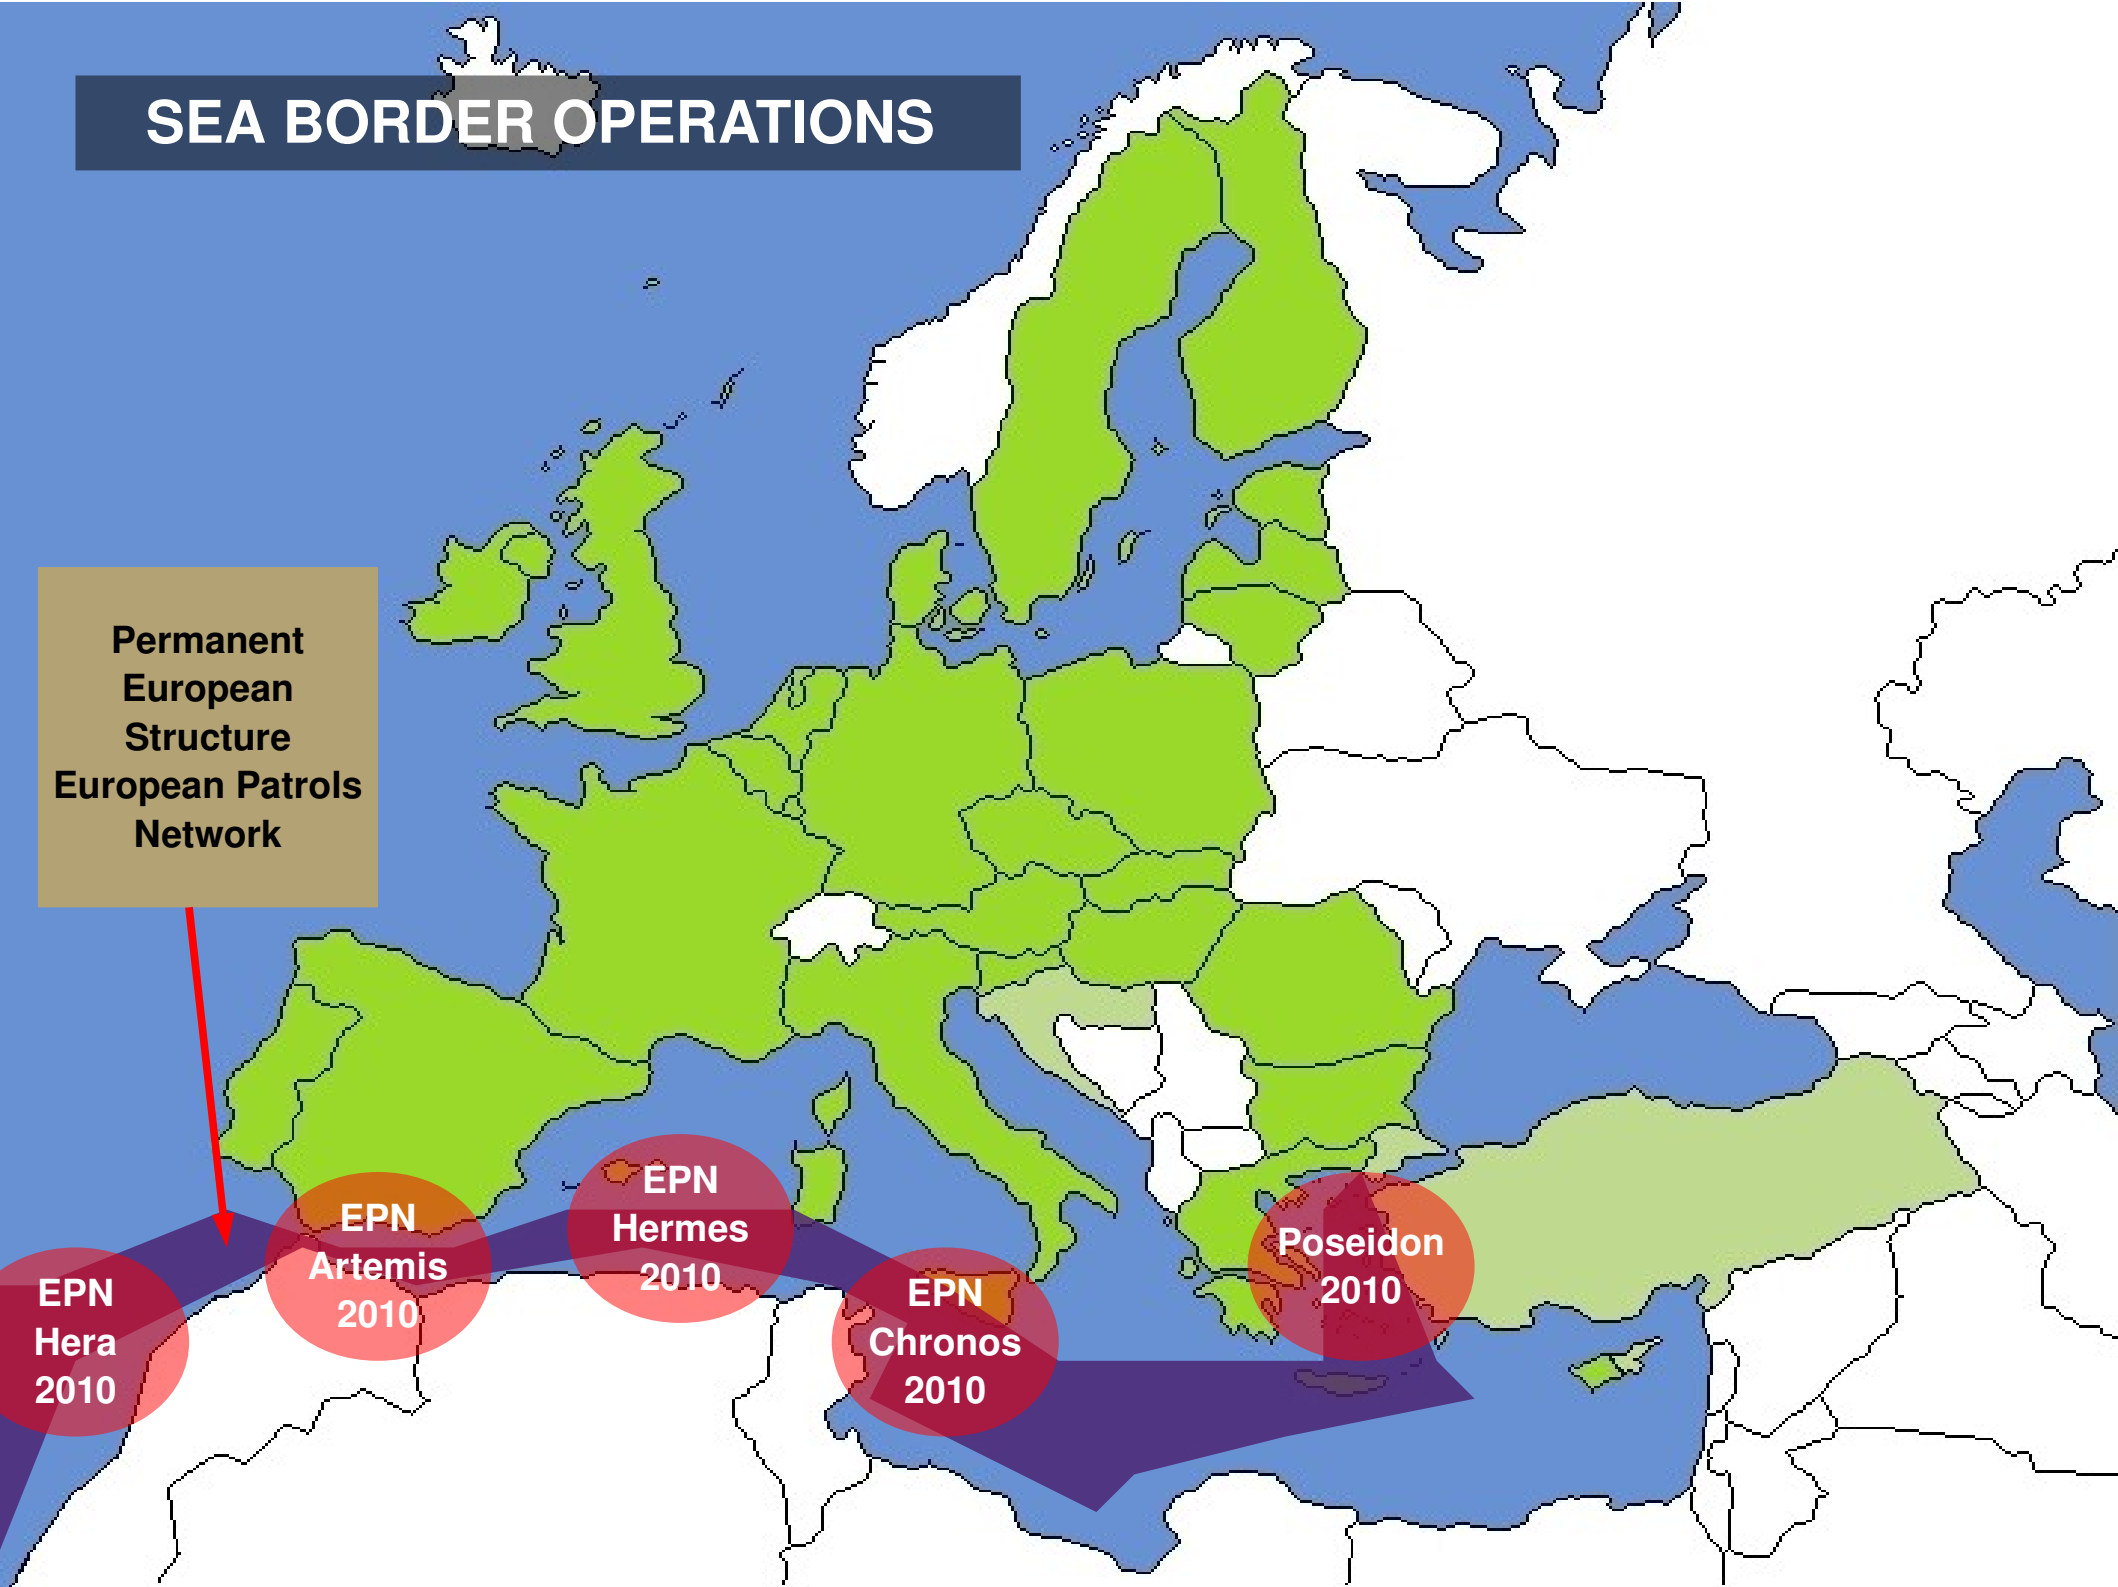 SEA BORDER OPERATIONS
Permanent
European
Structure
European Patrols
Network
EPN
Hera
2010
EPN
Artemis
2010
EPN
Hermes
2010
EPN
Chronos
2010
Poseidon
2010